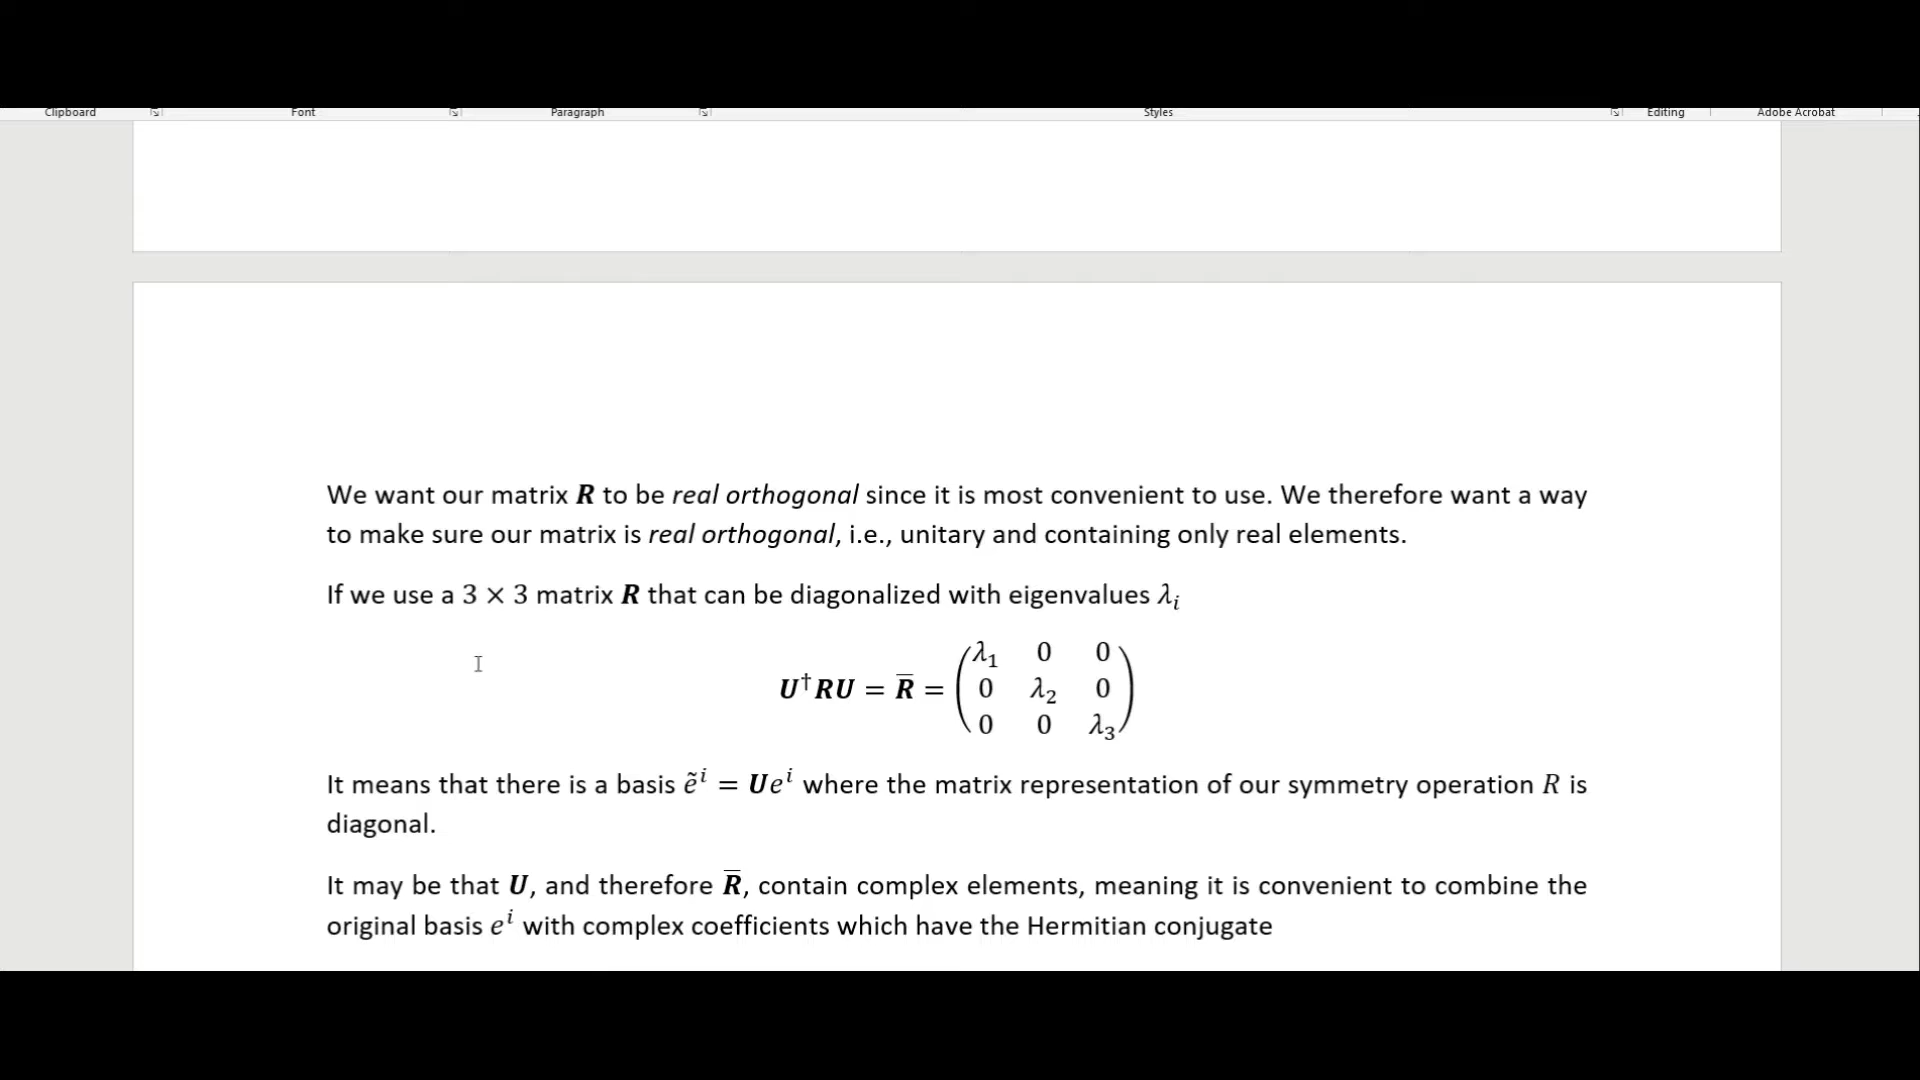 Clipboard Font Paragraph Styles Editing Adobe Acrobat
We want our matrix R to be real orthogonal since it is most convenient to use. We therefore want a way
to make sure our matrix is real orthogonal, i.e., unitary and containing only real elements.
If we use a 3 × 3 matrix R that can be diagonalized with eigenvalues λᵢ
U†RU = R̅ = (λ₁ 0 0
0 λ₂ 0
0 0 λ₃)
It means that there is a basis ẽⁱ = Ueⁱ where the matrix representation of our symmetry operation R is
diagonal.
It may be that U, and therefore R̅, contain complex elements, meaning it is convenient to combine the
original basis eⁱ with complex coefficients which have the Hermitian conjugate